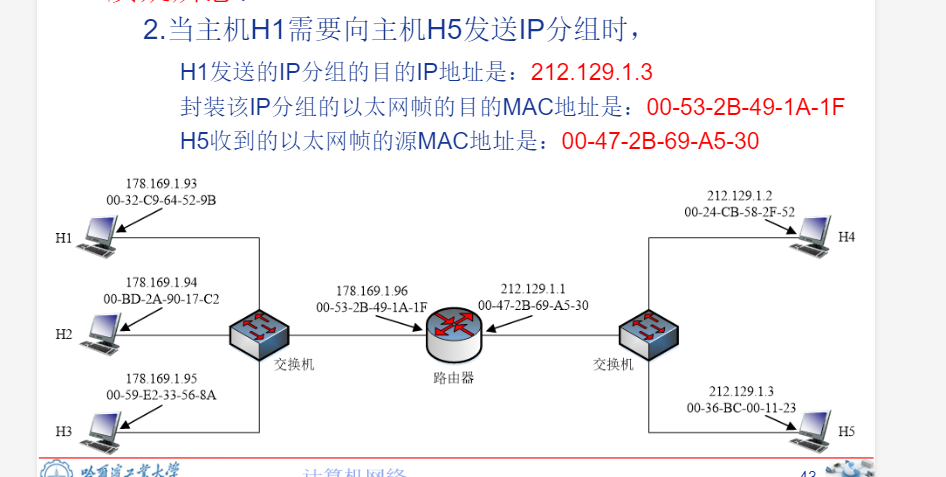 2.当主机H1需要向主机H5发送IP分组时，
H1发送的IP分组的目的IP地址是：212.129.1.3
封装该IP分组的以太网帧的目的MAC地址是：00-53-2B-49-1A-1F
H5收到的以太网帧的源MAC地址是：00-47-2B-69-A5-30
178.169.1.93
00-32-C9-64-52-9B
H1
212.129.1.2
00-24-CB-58-2F-52
H4
178.169.1.94
00-BD-2A-90-17-C2
H2
178.169.1.96
00-53-2B-49-1A-1F
212.129.1.1
00-47-2B-69-A5-30
交换机
路由器
交换机
178.169.1.95
00-59-E2-33-56-8A
H3
212.129.1.3
00-36-BC-00-11-23
H5
哈尔滨工业大学
计算机网络
43